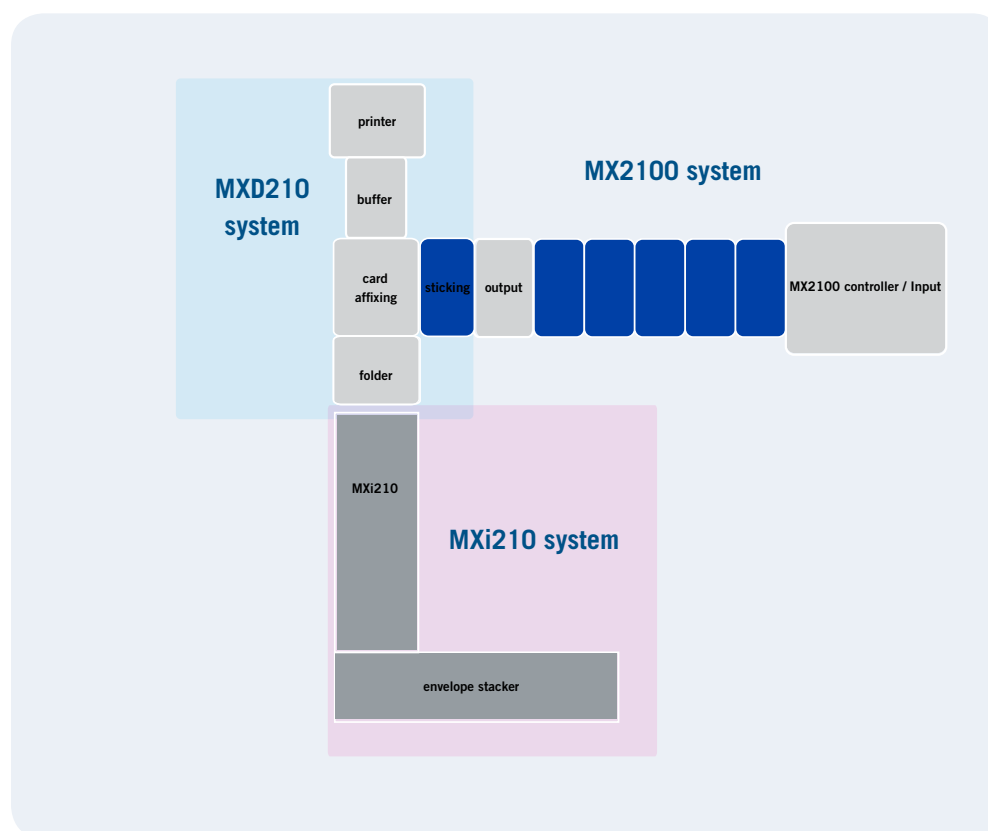 printer
MXD210
system
buffer
MX2100 system
card
affixing
sticking
output
MX2100 controller / Input
folder
MXi210
MXi210 system
envelope stacker